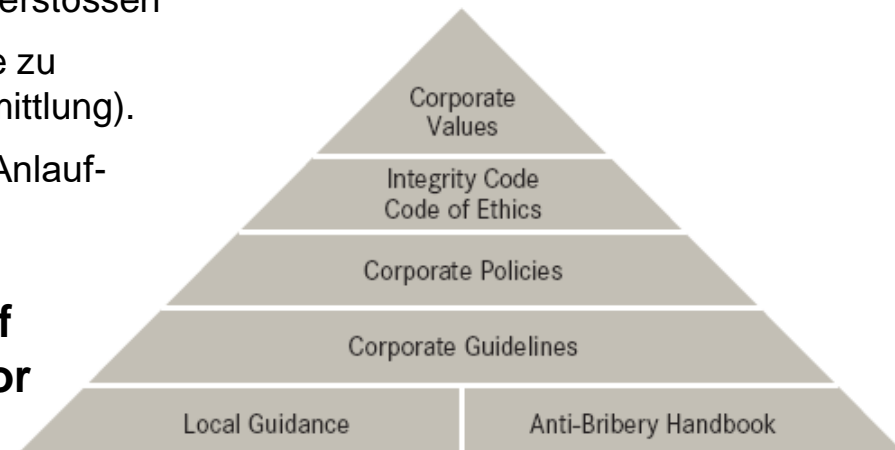 erstossen
e zu
mittlung).
Anlauf-
f
or
Corporate
Values
Integrity Code
Code of Ethics
Corporate Policies
Corporate Guidelines
Local Guidance
Anti-Bribery Handbook